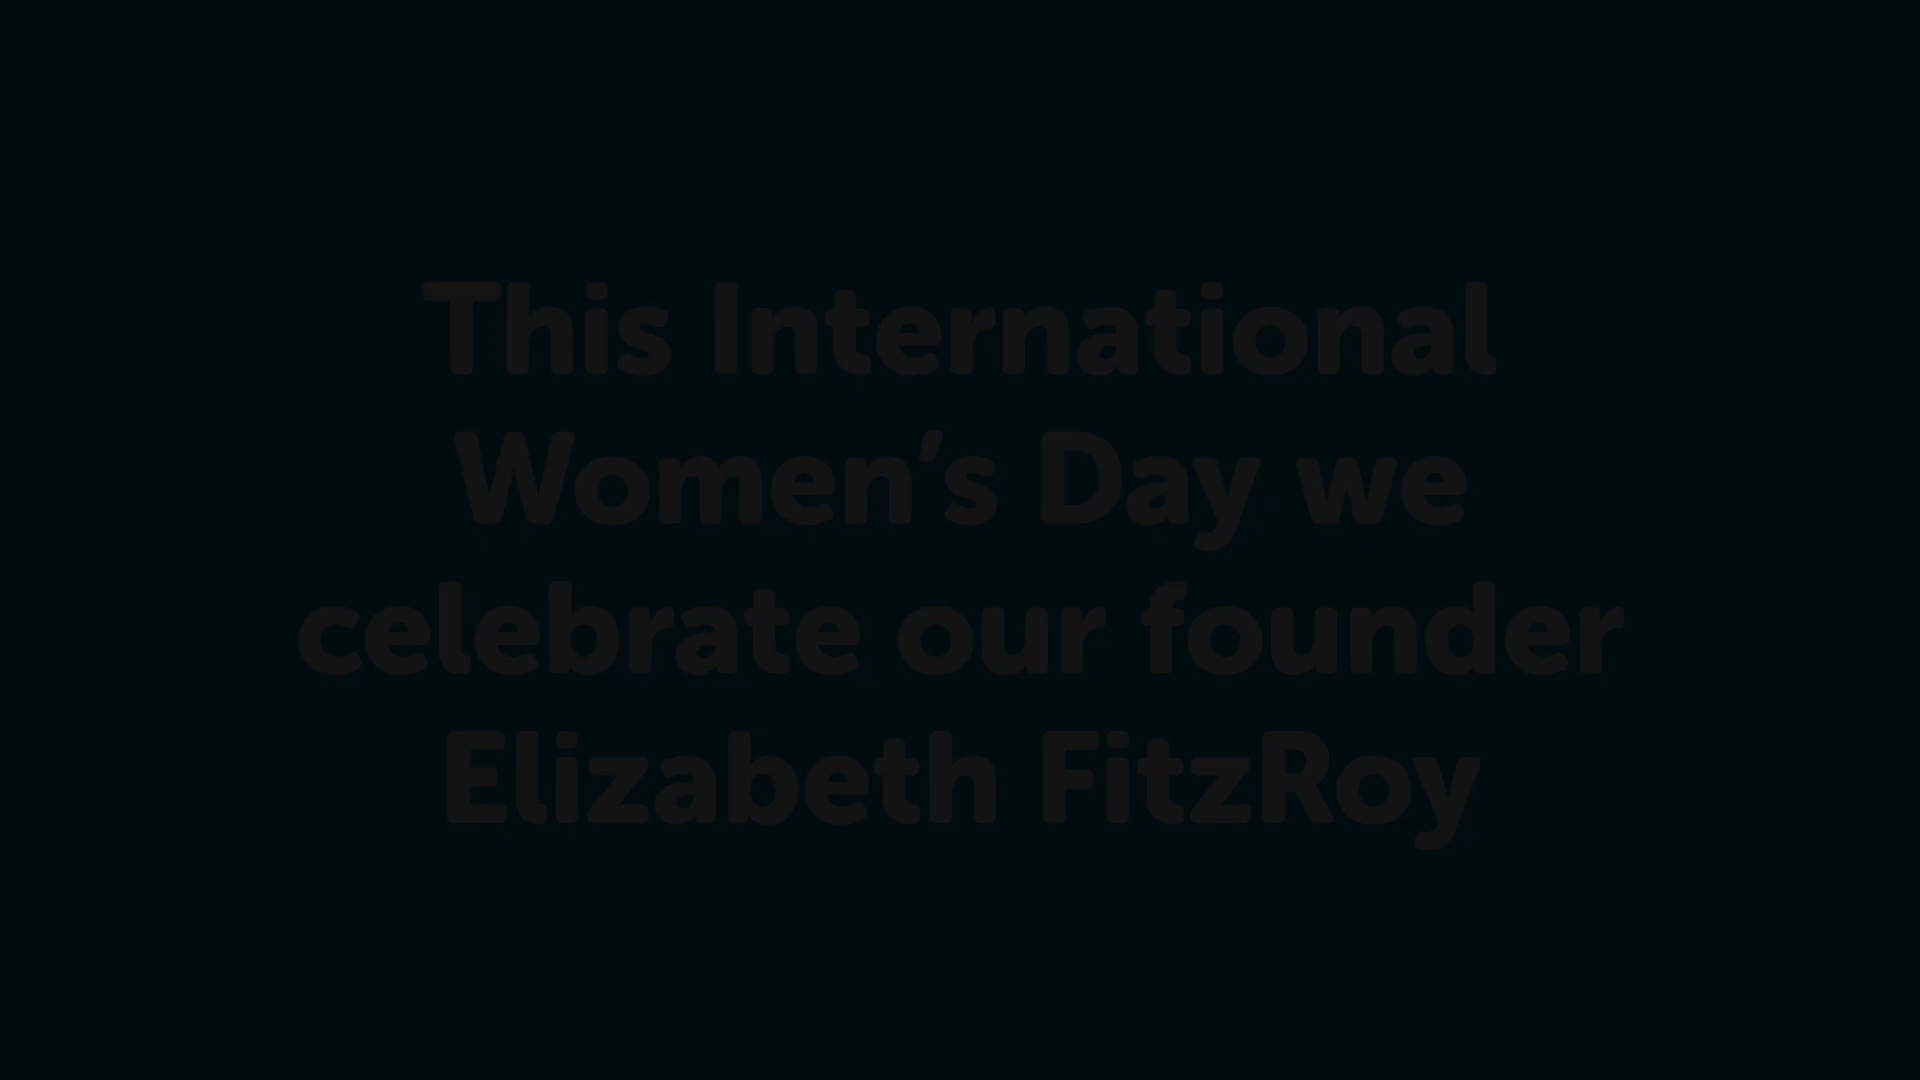 This International
Women’s Day we
celebrate our founder
Elizabeth FitzRoy